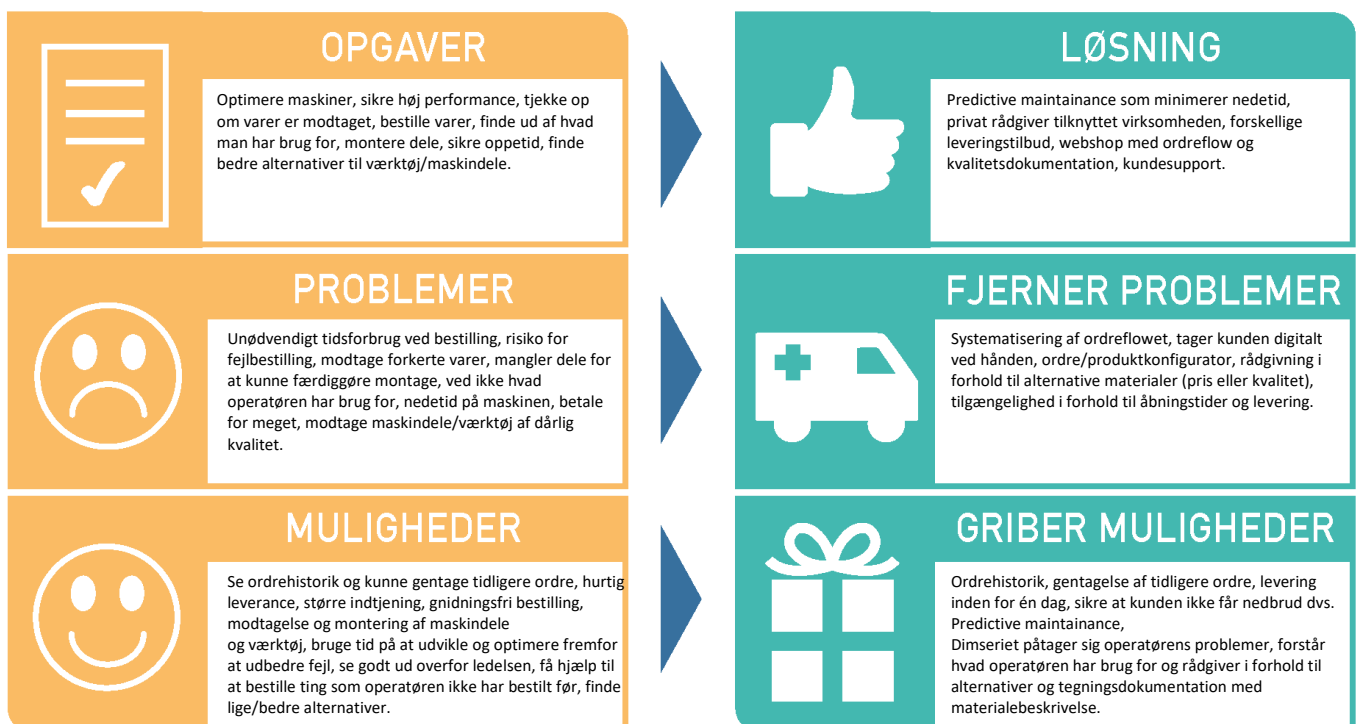 OPGAVER
Optimere maskiner, sikre høj performance, tjekke op
om varer er modtaget, bestille varer, finde ud af hvad
man har brug for, montere dele, sikre oppetid, finde
bedre alternativer til værktøj/maskindele.
LØSNING
Predictive maintainance som minimerer nedetid,
privat rådgiver tilknyttet virksomheden, forskellige
leveringstilbud, webshop med ordreflow og
kvalitetsdokumentation, kundesupport.
PROBLEMER
Unødvendigt tidsforbrug ved bestilling, risiko for
fejlbestilling, modtage forkerte varer, mangler dele for
at kunne færdiggøre montage, ved ikke hvad
operatøren har brug for, nedetid på maskinen, betale
for meget, modtage maskindele/værktøj af dårlig
kvalitet.
FJERNER PROBLEMER
Systematisering af ordreflowet, tager kunden digitalt
ved hånden, ordre/produktkonfigurator, rådgivning i
forhold til alternative materialer (pris eller kvalitet),
tilgængelighed i forhold til åbningstider og levering.
MULIGHEDER
Se ordrehistorik og kunne gentage tidligere ordre, hurtig
leverance, større indtjening, gnidningsfri bestilling,
modtagelse og montering af maskindele
og værktøj, bruge tid på at udvikle og optimere fremfor
at udbedre fejl, se godt ud overfor ledelsen, få hjælp til
at bestille ting som operatøren ikke har bestilt før, finde
lige/bedre alternativer.
GRIBER MULIGHEDER
Ordrehistorik, gentagelse af tidligere ordre, levering
inden for én dag, sikre at kunden ikke får nedbrud dvs.
Predictive maintainance,
Dimseriet påtager sig operatørens problemer, forstår
hvad operatøren har brug for og rådgiver i forhold til
alternativer og tegningsdokumentation med
materialebeskrivelse.